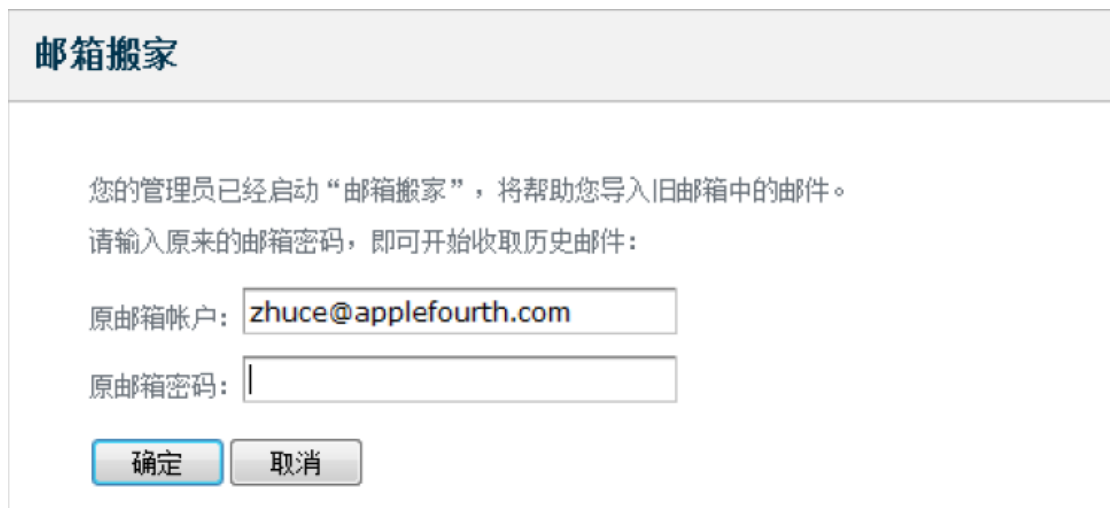 邮箱搬家
您的管理员已经启动“邮箱搬家”，将帮助您导入旧邮箱中的邮件。
请输入原来的邮箱密码，即可开始收取历史邮件：
原邮箱帐户：zhuce@applefourth.com
原邮箱密码：
确定 取消